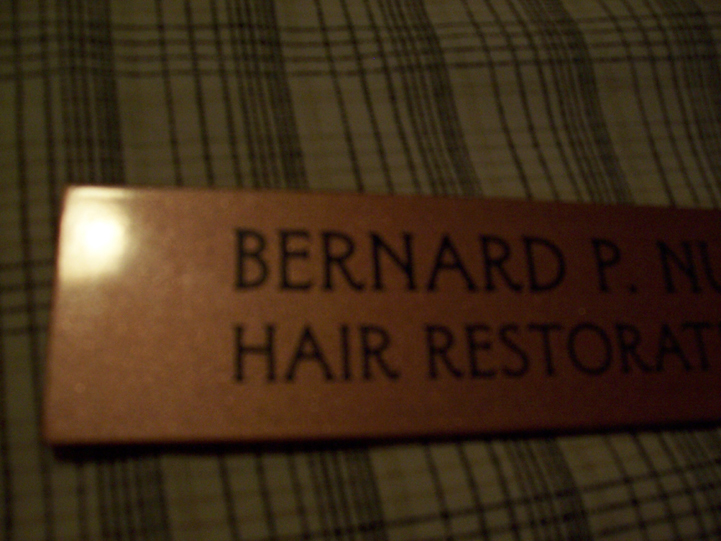 BERNARD P. NU
HAIR RESTORAT